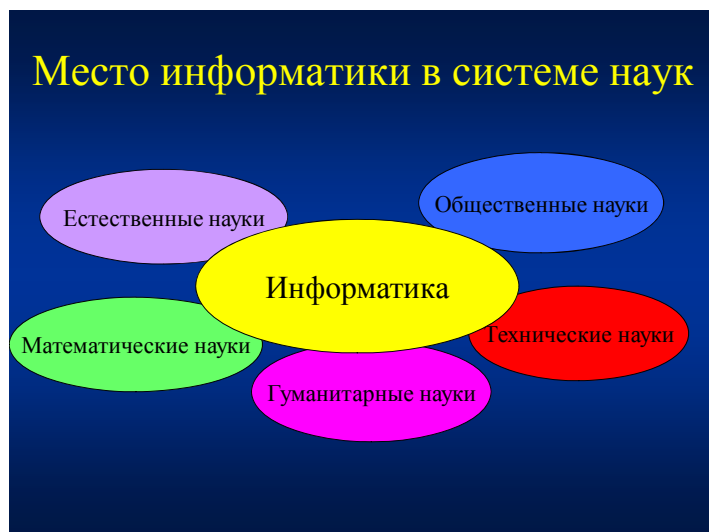 Место информатики в системе наук
Естественные науки
Общественные науки
Информатика
Математические науки
Технические науки
Гуманитарные науки